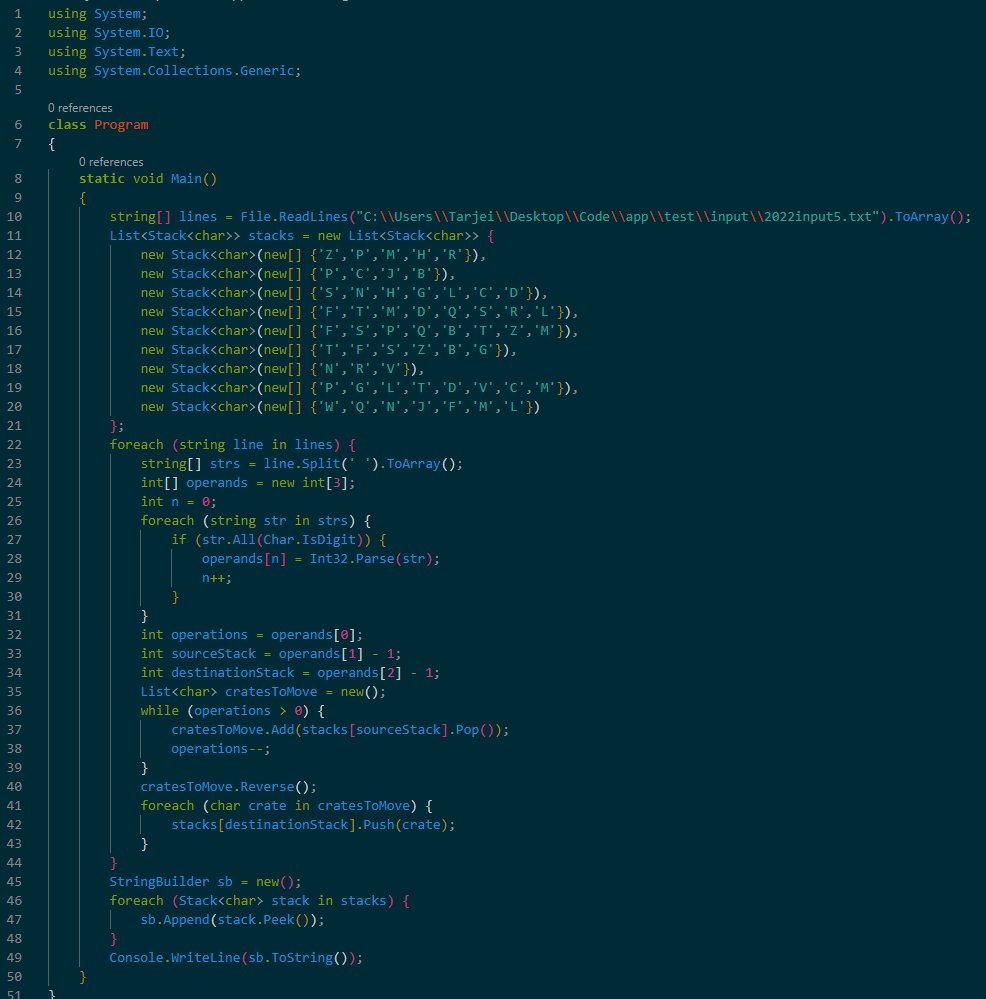 1 using System;
2 using System.IO;
3 using System.Text;
4 using System.Collections.Generic;
5
0 references
6 class Program
7 {
0 references
8 static void Main()
9 {
10 string[] lines = File.ReadLines("C:\\Users\\Tarjei\\Desktop\\Code\\app\\test\\input\\2022input5.txt").ToArray();
11 List<Stack<char>> stacks = new List<Stack<char>> {
12 new Stack<char>(new[] {'Z','P','M','H','R'}),
13 new Stack<char>(new[] {'P','C','J','B'}),
14 new Stack<char>(new[] {'S','N','H','G','L','C','D'}),
15 new Stack<char>(new[] {'F','T','M','D','Q','S','R','L'}),
16 new Stack<char>(new[] {'F','S','P','Q','B','T','Z','M'}),
17 new Stack<char>(new[] {'T','F','S','Z','B','G'}),
18 new Stack<char>(new[] {'N','R','V'}),
19 new Stack<char>(new[] {'P','G','L','T','D','V','C','M'}),
20 new Stack<char>(new[] {'W','Q','N','J','F','M','L'})
21 };
22 foreach (string line in lines) {
23 string[] strs = line.Split(' ').ToArray();
24 int[] operands = new int[3];
25 int n = 0;
26 foreach (string str in strs) {
27 if (str.All(Char.IsDigit)) {
28 operands[n] = Int32.Parse(str);
29 n++;
30 }
31 }
32 int operations = operands[0];
33 int sourceStack = operands[1] - 1;
34 int destinationStack = operands[2] - 1;
35 List<char> cratesToMove = new();
36 while (operations > 0) {
37 cratesToMove.Add(stacks[sourceStack].Pop());
38 operations--;
39 }
40 cratesToMove.Reverse();
41 foreach (char crate in cratesToMove) {
42 stacks[destinationStack].Push(crate);
43 }
44 }
45 StringBuilder sb = new();
46 foreach (Stack<char> stack in stacks) {
47 sb.Append(stack.Peek());
48 }
49 Console.WriteLine(sb.ToString());
50 }
51 }